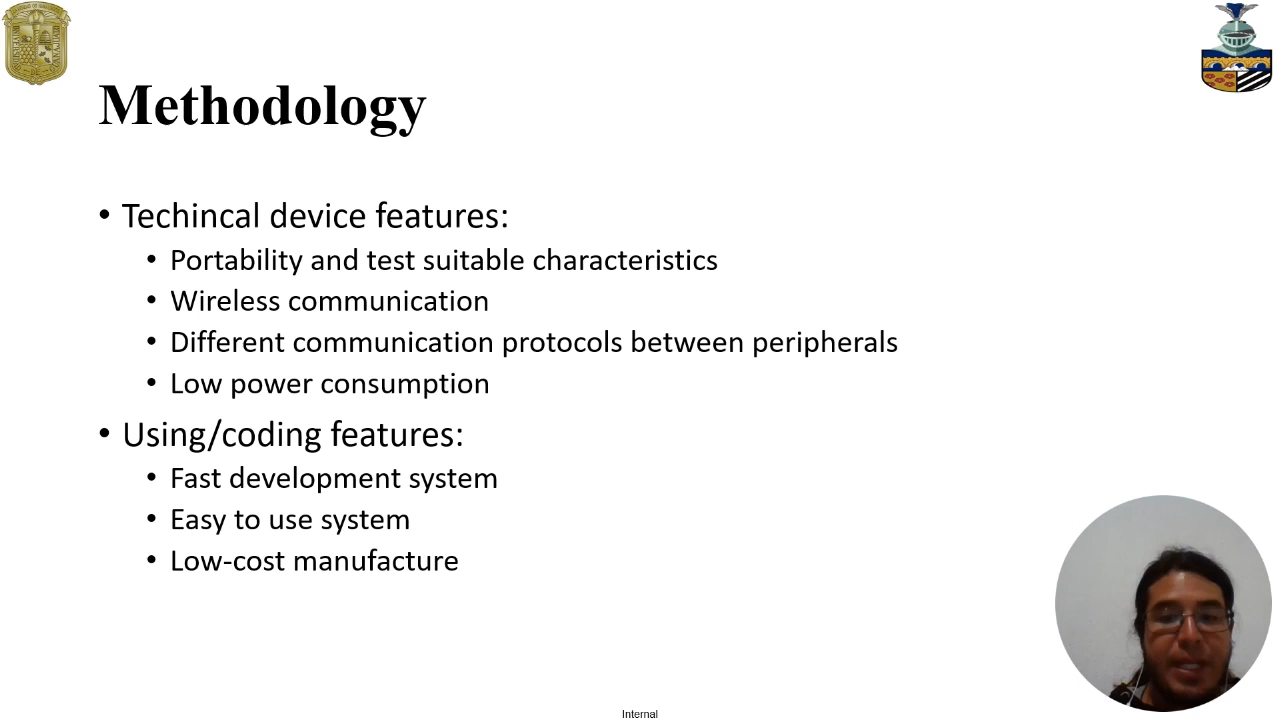 Methodology
• Techincal device features:
• Portability and test suitable characteristics
• Wireless communication
• Different communication protocols between peripherals
• Low power consumption
• Using/coding features:
• Fast development system
• Easy to use system
• Low-cost manufacture
Internal